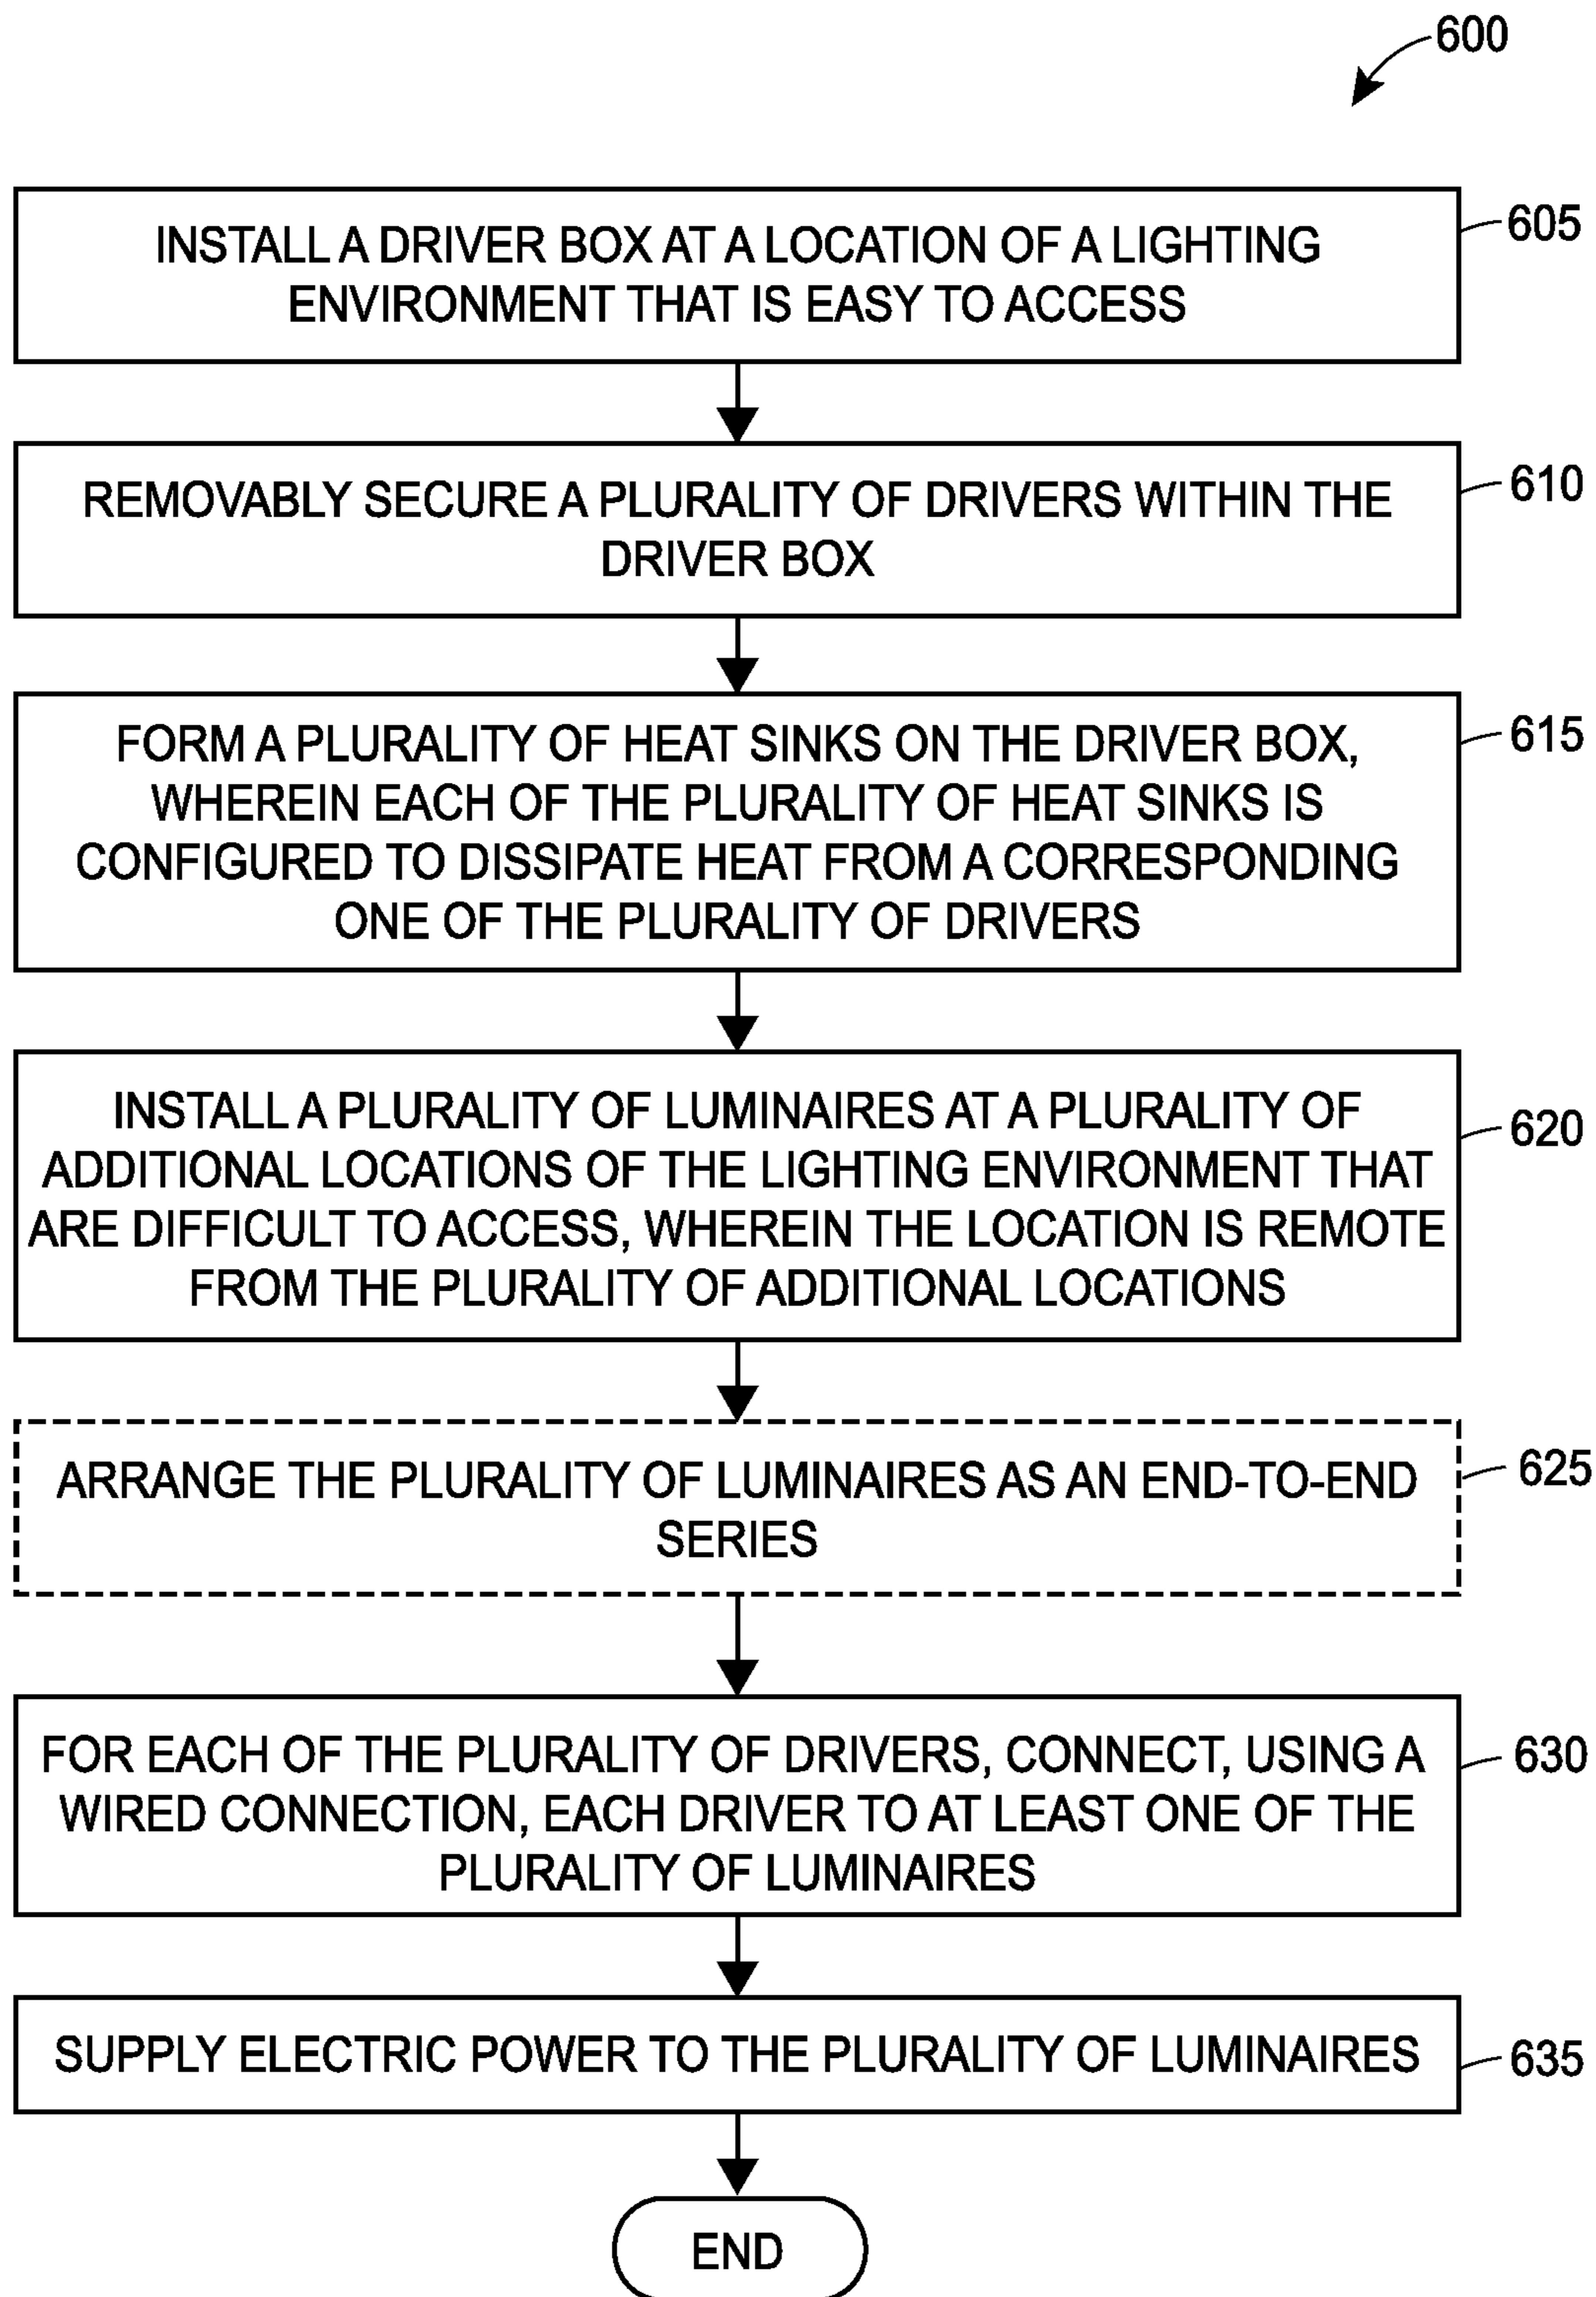 600
INSTALL A DRIVER BOX AT A LOCATION OF A LIGHTING
ENVIRONMENT THAT IS EASY TO ACCESS
605
REMOVABLY SECURE A PLURALITY OF DRIVERS WITHIN THE
DRIVER BOX
610
FORM A PLURALITY OF HEAT SINKS ON THE DRIVER BOX,
WHEREIN EACH OF THE PLURALITY OF HEAT SINKS IS
CONFIGURED TO DISSIPATE HEAT FROM A CORRESPONDING
ONE OF THE PLURALITY OF DRIVERS
615
INSTALL A PLURALITY OF LUMINAIRES AT A PLURALITY OF
ADDITIONAL LOCATIONS OF THE LIGHTING ENVIRONMENT THAT
ARE DIFFICULT TO ACCESS, WHEREIN THE LOCATION IS REMOTE
FROM THE PLURALITY OF ADDITIONAL LOCATIONS
620
ARRANGE THE PLURALITY OF LUMINAIRES AS AN END-TO-END
SERIES
625
FOR EACH OF THE PLURALITY OF DRIVERS, CONNECT, USING A
WIRED CONNECTION, EACH DRIVER TO AT LEAST ONE OF THE
PLURALITY OF LUMINAIRES
630
SUPPLY ELECTRIC POWER TO THE PLURALITY OF LUMINAIRES
635
END